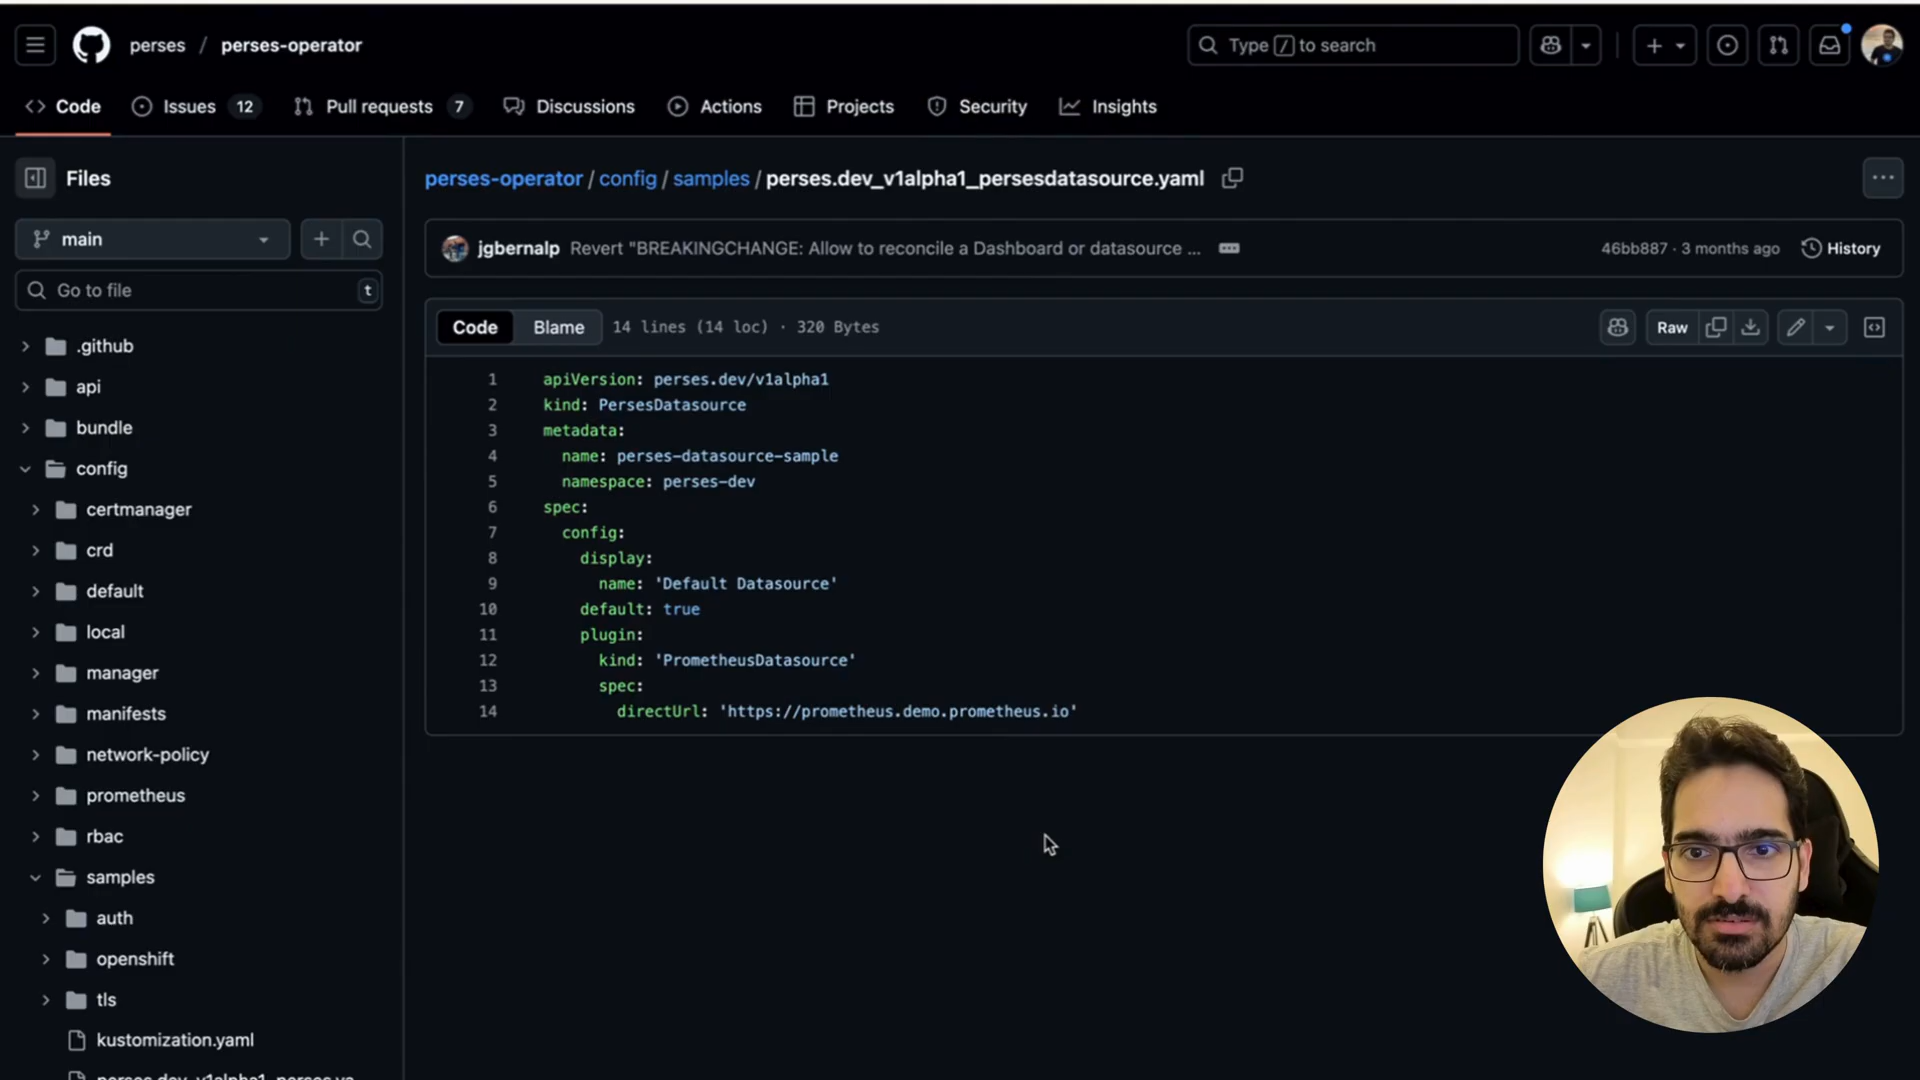 perses / perses-operator
Type / to search
Code
Issues 12
Pull requests 7
Discussions
Actions
Projects
Security
Insights
Files
main
Go to file
t
.github
api
bundle
config
certmanager
crd
default
local
manager
manifests
network-policy
prometheus
rbac
samples
auth
openshift
tls
kustomization.yaml
perses-operator / config / samples / perses.dev_v1alpha1_persesdatasource.yaml
jgbernalp Revert "BREAKINGCHANGE: Allow to reconcile a Dashboard or datasource ...
46bb887 · 3 months ago
History
Code Blame 14 lines (14 loc) · 320 Bytes
Raw
1 apiVersion: perses.dev/v1alpha1
2 kind: PersesDatasource
3 metadata:
4 name: perses-datasource-sample
5 namespace: perses-dev
6 spec:
7 config:
8 display:
9 name: 'Default Datasource'
10 default: true
11 plugin:
12 kind: 'PrometheusDatasource'
13 spec:
14 directUrl: 'https://prometheus.demo.prometheus.io'